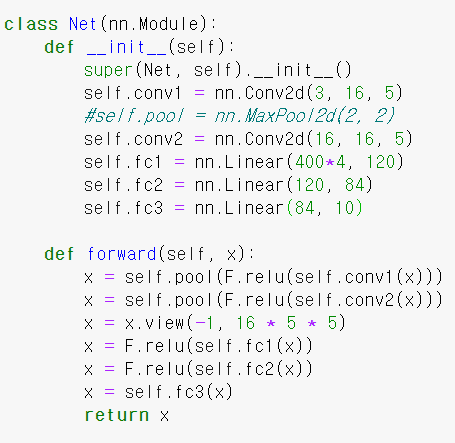 class Net(nn.Module):
    def __init__(self):
        super(Net, self).__init__()
        self.conv1 = nn.Conv2d(3, 16, 5)
        #self.pool = nn.MaxPool2d(2, 2)
        self.conv2 = nn.Conv2d(16, 16, 5)
        self.fc1 = nn.Linear(400*4, 120)
        self.fc2 = nn.Linear(120, 84)
        self.fc3 = nn.Linear(84, 10)

    def forward(self, x):
        x = self.pool(F.relu(self.conv1(x)))
        x = self.pool(F.relu(self.conv2(x)))
        x = x.view(-1, 16 * 5 * 5)
        x = F.relu(self.fc1(x))
        x = F.relu(self.fc2(x))
        x = self.fc3(x)
        return x